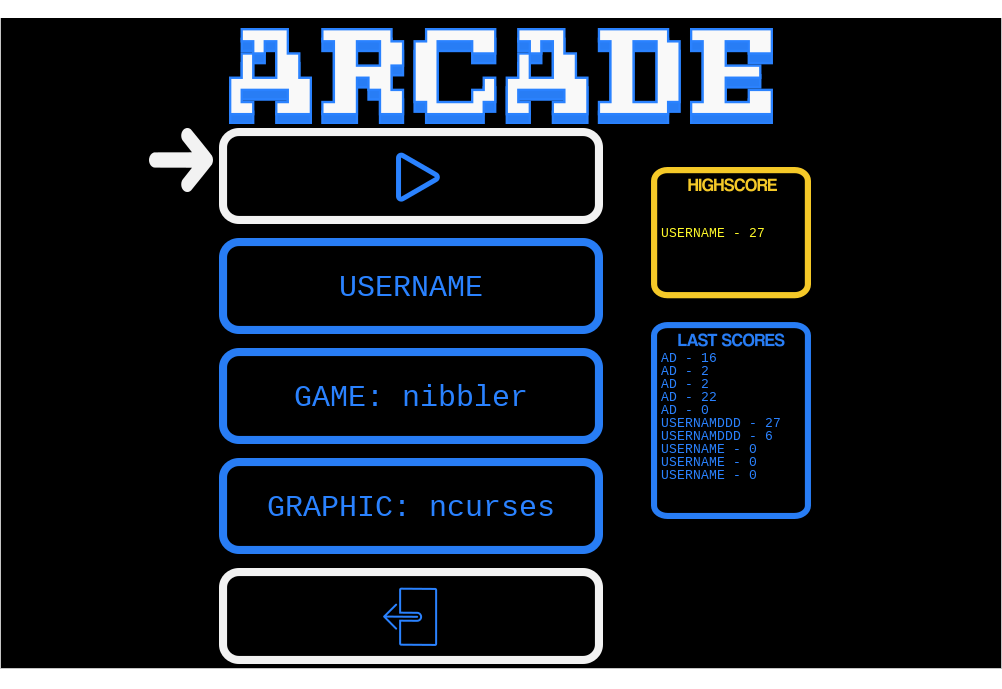 ARCADE
USERNAME
GAME: nibbler
GRAPHIC: ncurses
HIGHSCORE
USERNAME - 27
LAST SCORES
AD - 16
AD - 2
AD - 2
AD - 22
AD - 0
USERNAMDDD - 27
USERNAMDDD - 6
USERNAME - 0
USERNAME - 0
USERNAME - 0